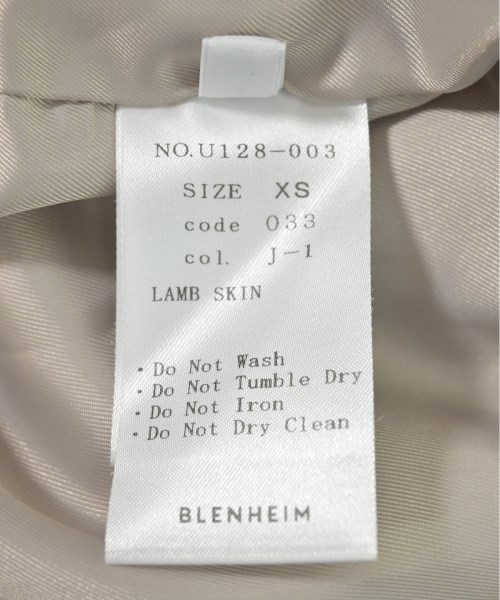 NO.U128-003
SIZE XS
code 033
col. J-1
LAMB SKIN
・Do Not Wash
・Do Not Tumble Dry
・Do Not Iron
・Do Not Dry Clean
BLENHEIM